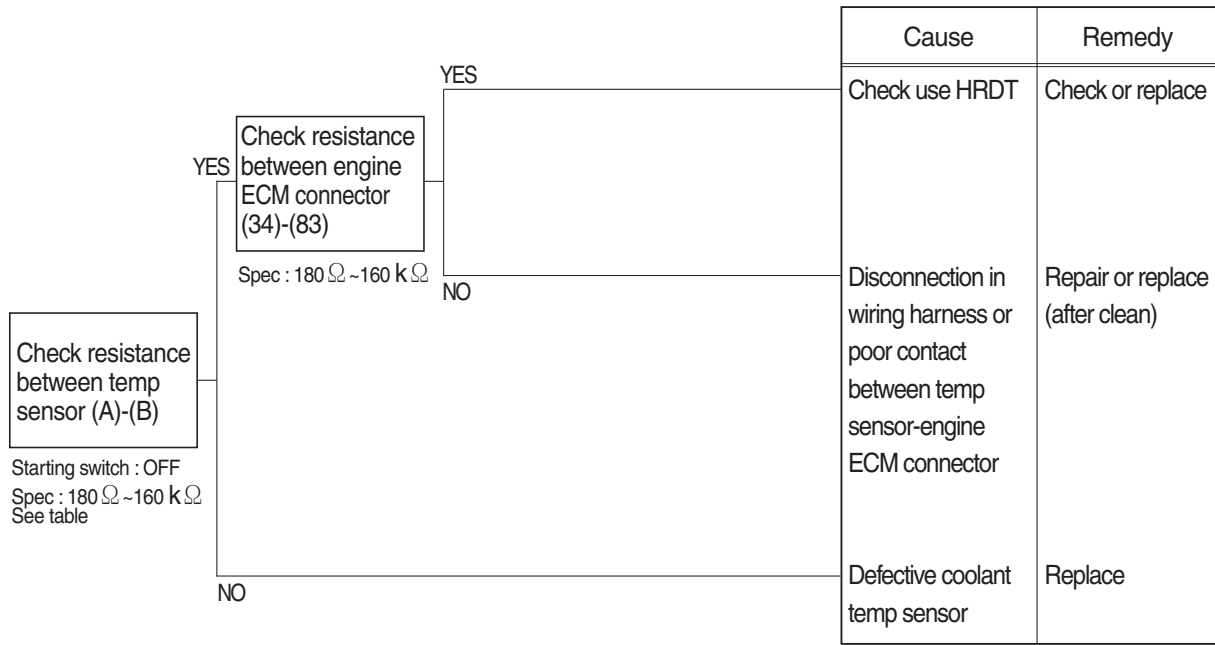 Cause
Remedy
YES
Check use HRDT
Check or replace
Check resistance
between engine
ECM connector
(34)-(83)
YES
Spec : 180 Ω ~160 k Ω
NO
Disconnection in
wiring harness or
poor contact
between temp
sensor-engine
ECM connector
Repair or replace
(after clean)
Check resistance
between temp
sensor (A)-(B)
Starting switch : OFF
Spec : 180 Ω ~160 k Ω
See table
NO
Defective coolant
temp sensor
Replace